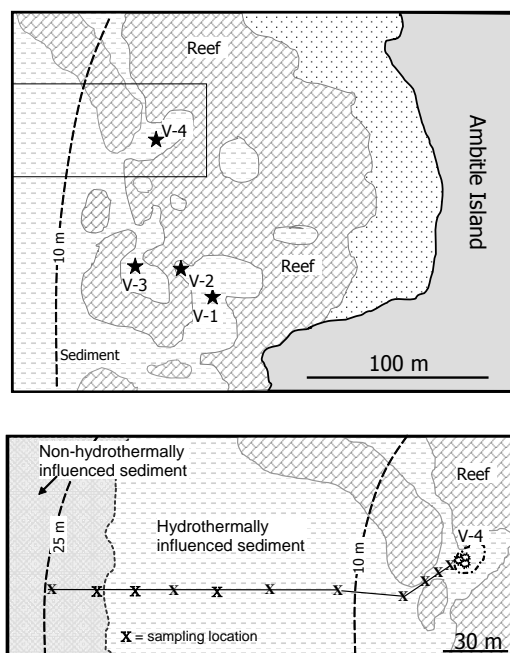 Reef
V-4
Ambitle Island
10 m
Reef
V-2
V-3
V-1
Sediment
100 m
Non-hydrothermally
influenced sediment
Reef
V-4
25 m
Hydrothermally
influenced sediment
10 m
x x x x x x x x x x x x
X = sampling location
30 m